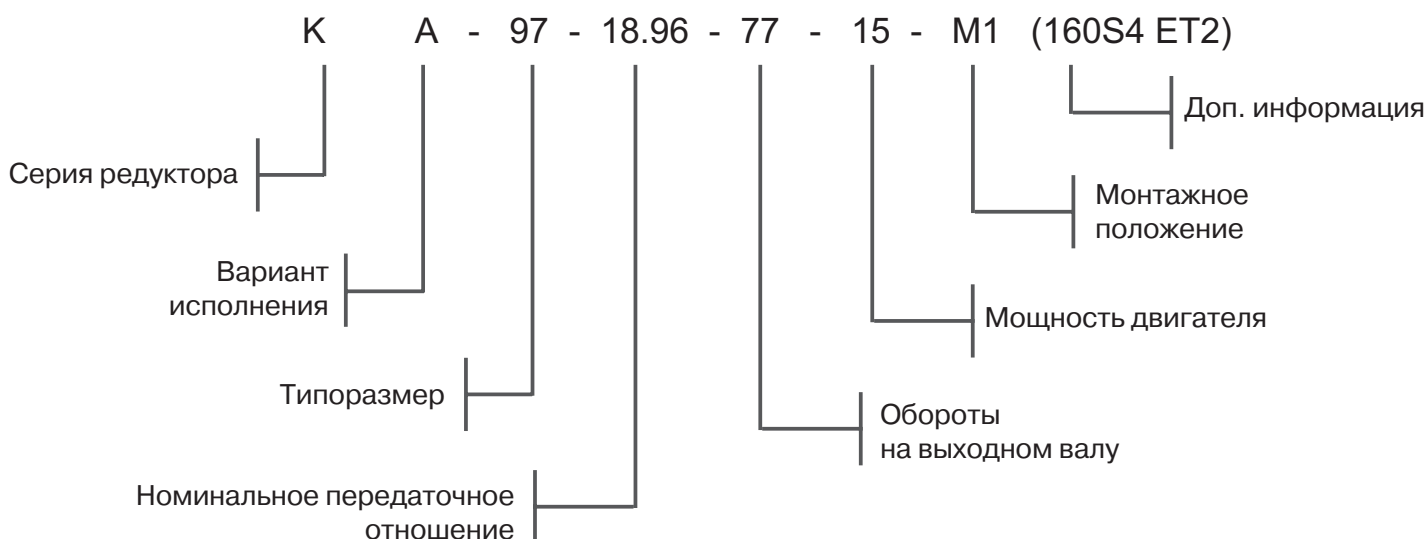 K A - 97 - 18.96 - 77 - 15 - M1 (160S4 ET2)
Доп. информация
Серия редуктора
Монтажное
положение
Вариант
исполнения
Мощность двигателя
Типоразмер
Обороты
на выходном валу
Номинальное передаточное
отношение